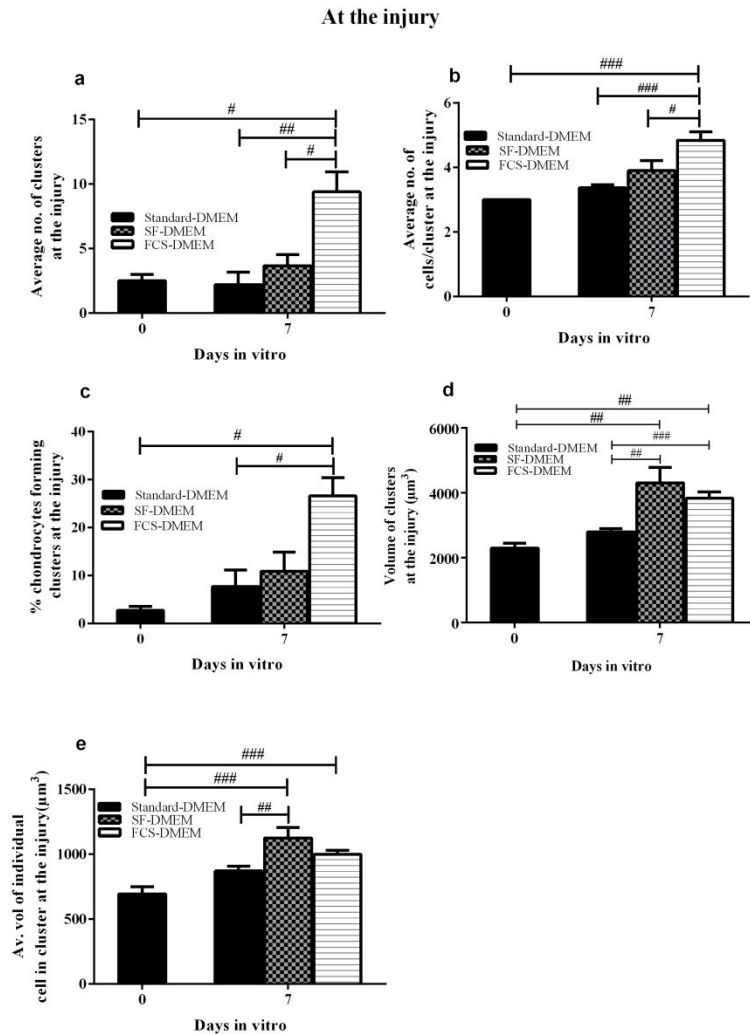 At the injury
a
#
##
#
15
10
5
0
Average no. of clusters
at the injury
Standard-DMEM
SF-DMEM
FCS-DMEM
0
7
Days in vitro
b
###
###
#
6
4
2
0
Average no. of
cells/cluster at the injury
Standard-DMEM
SF-DMEM
FCS-DMEM
0
7
Days in vitro
c
#
#
40
30
20
10
0
% chondrocytes forming
clusters at the injury
Standard-DMEM
SF-DMEM
FCS-DMEM
0
7
Days in vitro
d
##
##
###
##
6000
4000
2000
0
Volume of clusters
at the injury (µm³)
Standard-DMEM
SF-DMEM
FCS-DMEM
0
7
Days in vitro
e
###
###
##
1500
1000
500
0
Av. vol of individual
cell in cluster at the injury(µm³)
Standard-DMEM
SF-DMEM
FCS-DMEM
0
7
Days in vitro